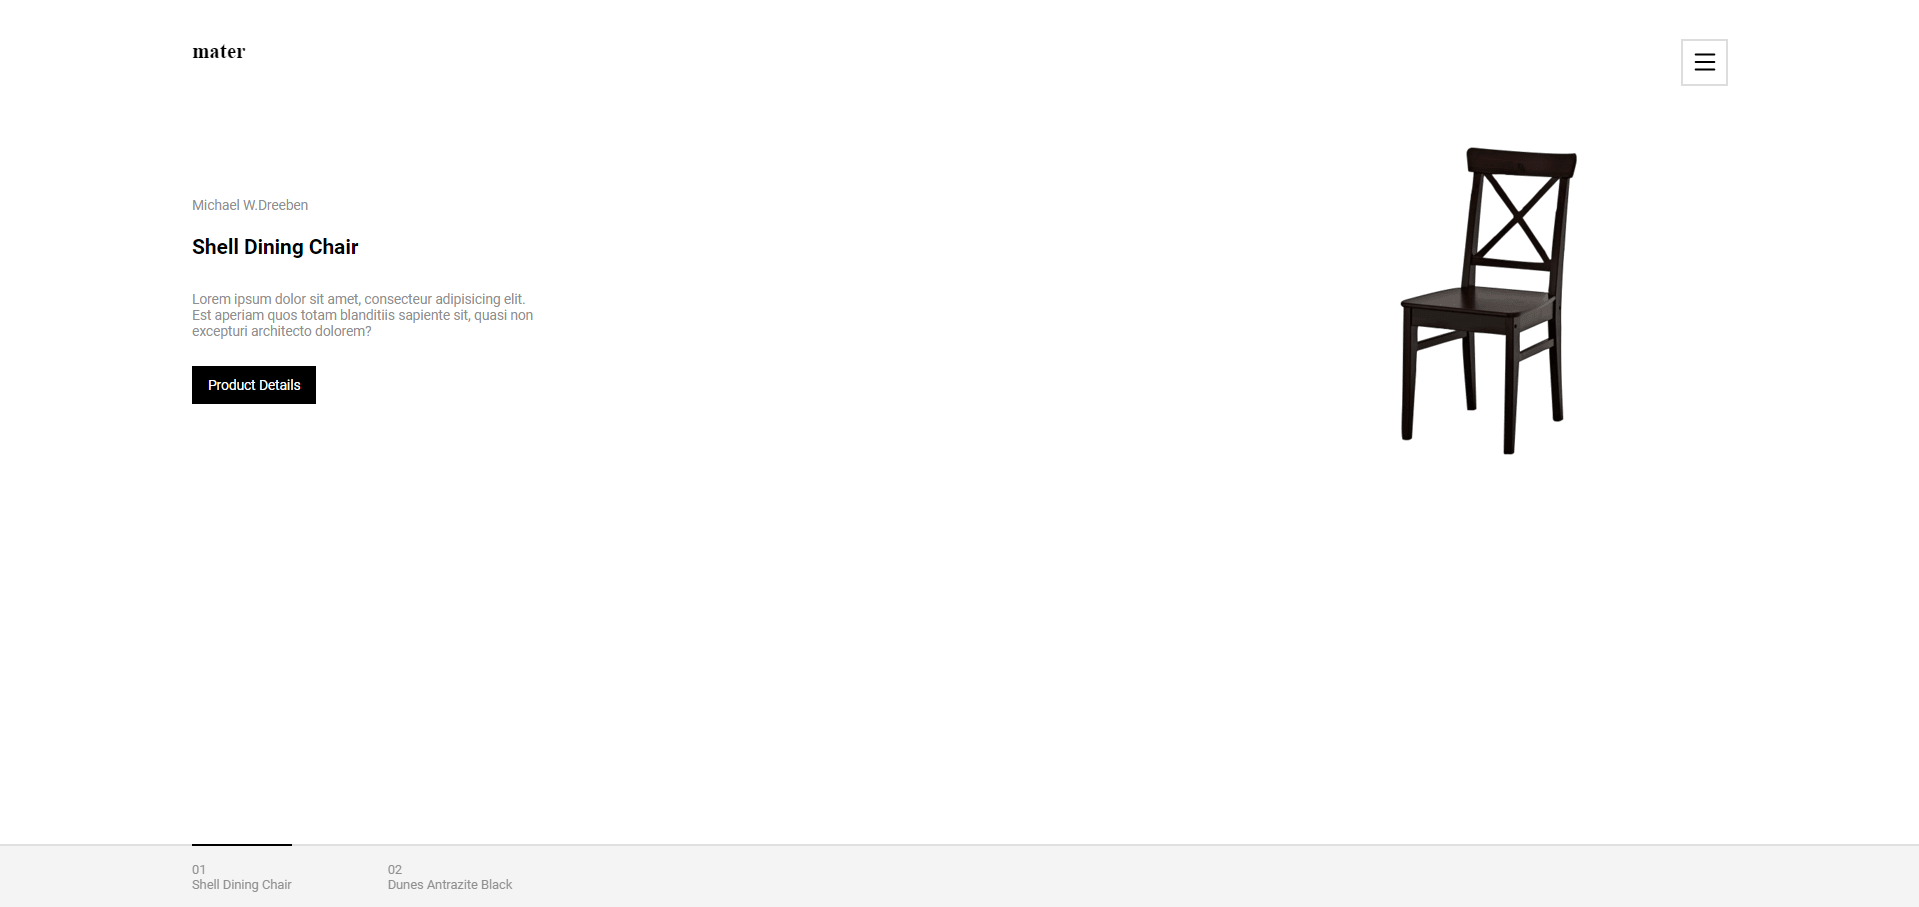 mater
Michael W.Dreeben
Shell Dining Chair
Lorem ipsum dolor sit amet, consecteur adipisicing elit.
Est aperiam quos totam blanditiis sapiente sit, quasi non
excepturi architecto dolorem?
Product Details
01
Shell Dining Chair
02
Dunes Antrazite Black